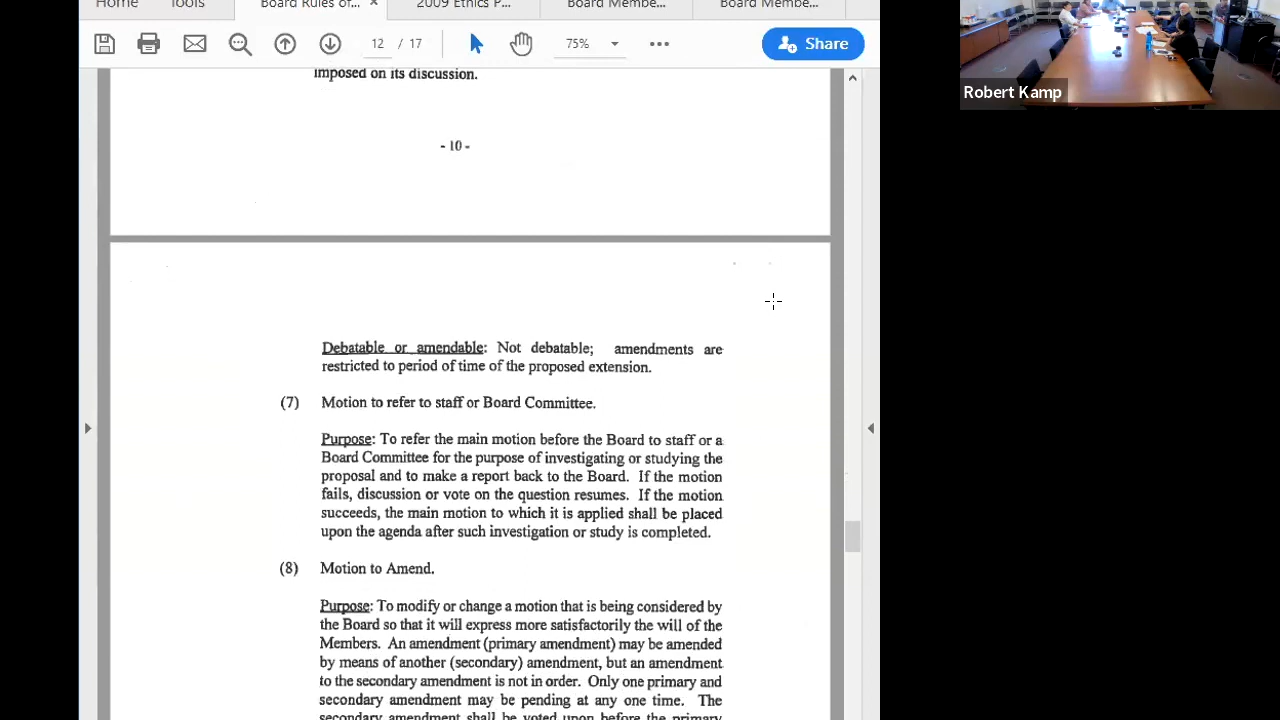 Home Tools Board Rules of... × 2009 Ethics P... Board Membe... Board Membe...
12 / 17 75% Share
imposed on its discussion.
- 10 -
Debatable or amendable: Not debatable; amendments are
restricted to period of time of the proposed extension.
(7) Motion to refer to staff or Board Committee.
Purpose: To refer the main motion before the Board to staff or a
Board Committee for the purpose of investigating or studying the
proposal and to make a report back to the Board. If the motion
fails, discussion or vote on the question resumes. If the motion
succeeds, the main motion to which it is applied shall be placed
upon the agenda after such investigation or study is completed.
(8) Motion to Amend.
Purpose: To modify or change a motion that is being considered by
the Board so that it will express more satisfactorily the will of the
Members. An amendment (primary amendment) may be amended
by means of another (secondary) amendment, but an amendment
to the secondary amendment is not in order. Only one primary and
secondary amendment may be pending at any one time. The
secondary amendment shall be voted upon before the primary
Robert Kamp